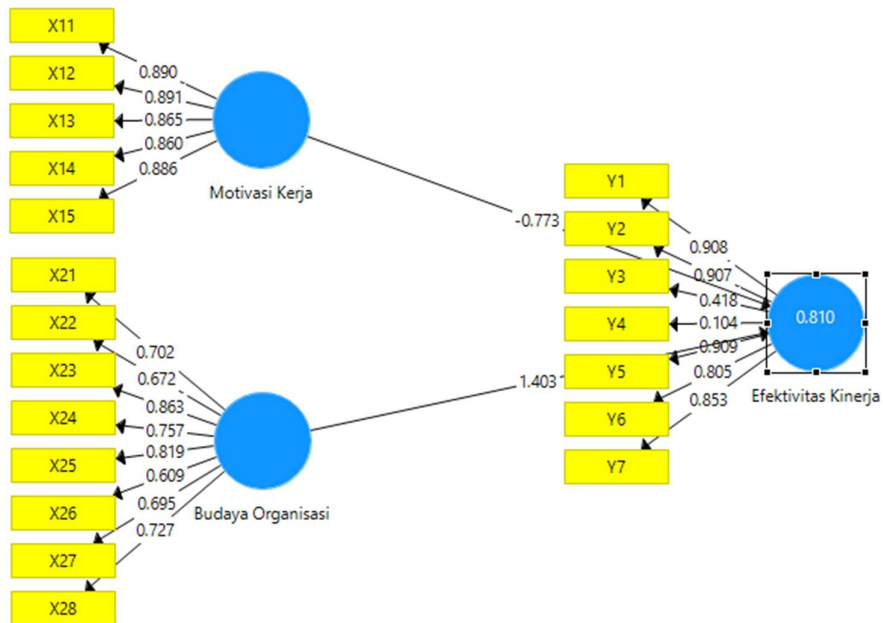 X11
X12
X13
X14
X15
0.890
0.891
0.865
0.860
0.886
Motivasi Kerja
X21
X22
X23
X24
X25
X26
X27
X28
0.702
0.672
0.863
0.757
0.819
0.609
0.695
0.727
Budaya Organisasi
-0.773
1.403
Y1
Y2
Y3
Y4
Y5
Y6
Y7
0.908
0.907
0.418
0.104
0.909
0.805
0.853
0.810
Efektivitas Kinerja